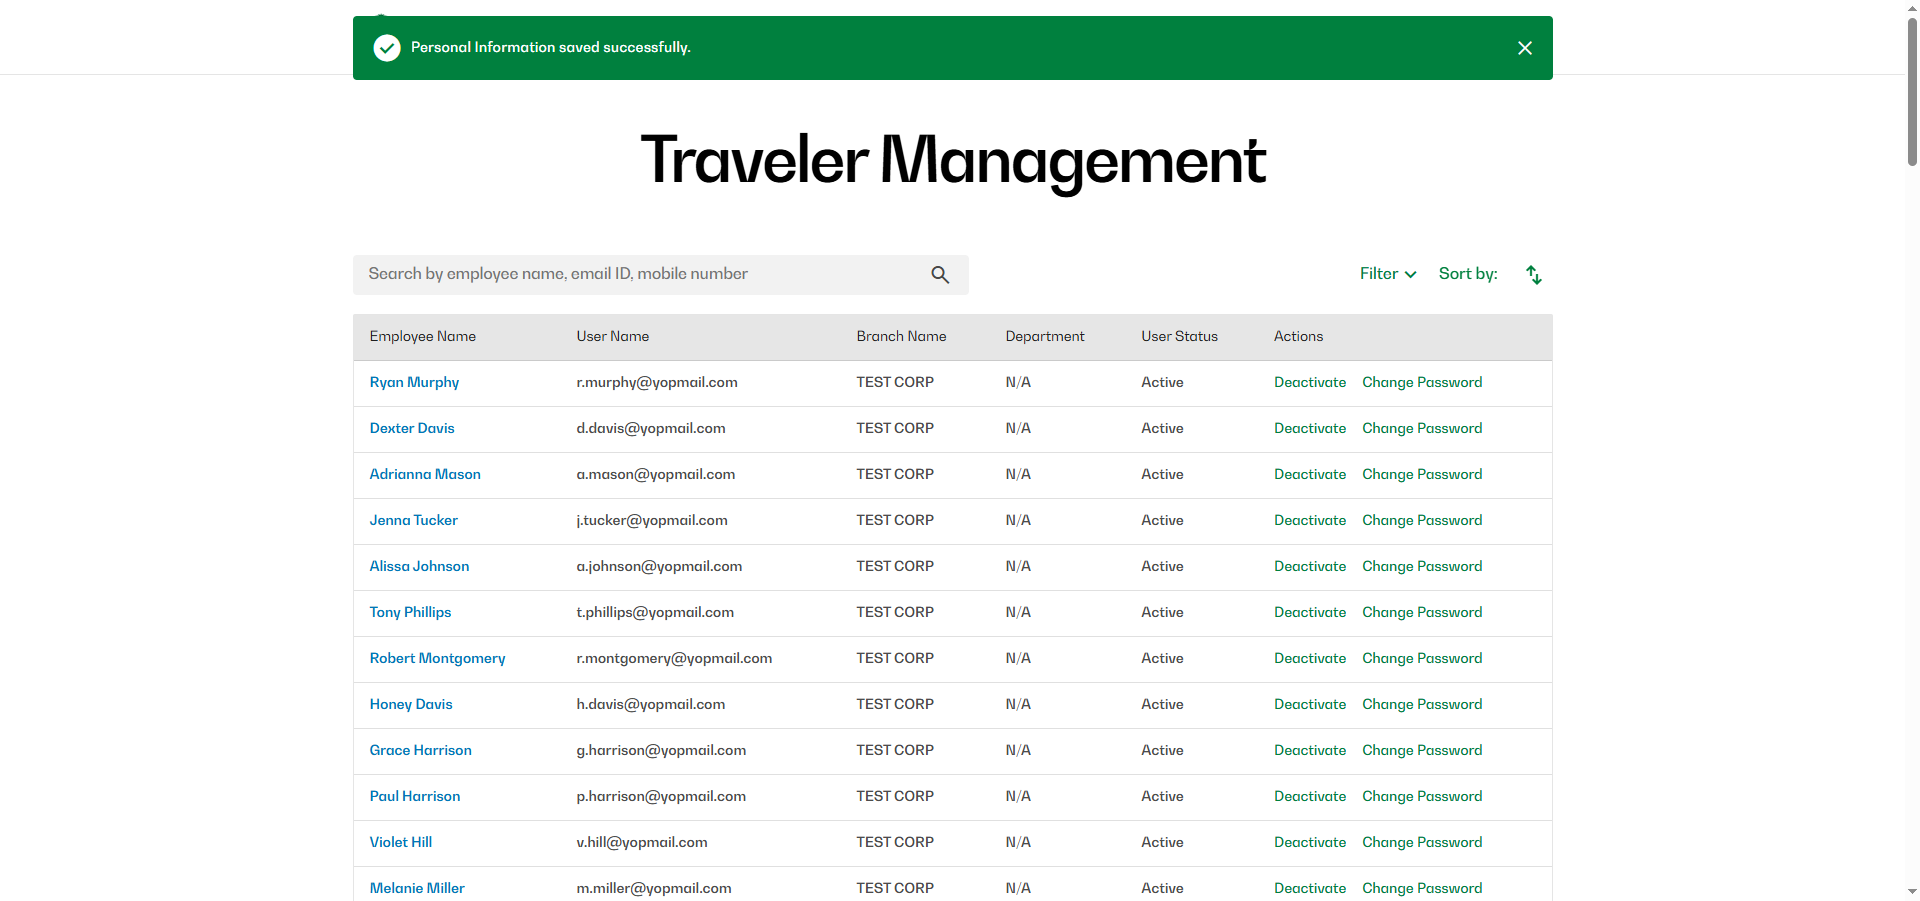 Personal Information saved successfully.
Traveler Management
Search by employee name, email ID, mobile number
Filter Sort by:
Employee Name User Name Branch Name Department User Status Actions
Ryan Murphy r.murphy@yopmail.com TEST CORP N/A Active Deactivate Change Password
Dexter Davis d.davis@yopmail.com TEST CORP N/A Active Deactivate Change Password
Adrianna Mason a.mason@yopmail.com TEST CORP N/A Active Deactivate Change Password
Jenna Tucker j.tucker@yopmail.com TEST CORP N/A Active Deactivate Change Password
Alissa Johnson a.johnson@yopmail.com TEST CORP N/A Active Deactivate Change Password
Tony Phillips t.phillips@yopmail.com TEST CORP N/A Active Deactivate Change Password
Robert Montgomery r.montgomery@yopmail.com TEST CORP N/A Active Deactivate Change Password
Honey Davis h.davis@yopmail.com TEST CORP N/A Active Deactivate Change Password
Grace Harrison g.harrison@yopmail.com TEST CORP N/A Active Deactivate Change Password
Paul Harrison p.harrison@yopmail.com TEST CORP N/A Active Deactivate Change Password
Violet Hill v.hill@yopmail.com TEST CORP N/A Active Deactivate Change Password
Melanie Miller m.miller@yopmail.com TEST CORP N/A Active Deactivate Change Password